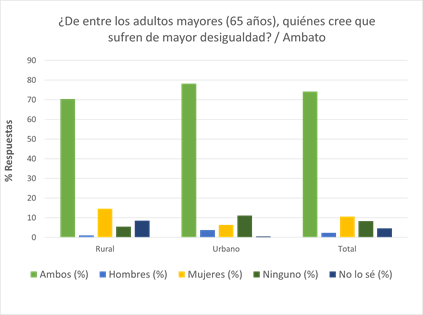 ¿De entre los adultos mayores (65 años), quiénes cree que
sufren de mayor desigualdad? / Ambato
% Respuestas
90
80
70
60
50
40
30
20
10
0
Rural Urbano Total
Ambos (%) Hombres (%) Mujeres (%) Ninguno (%) No lo sé (%)